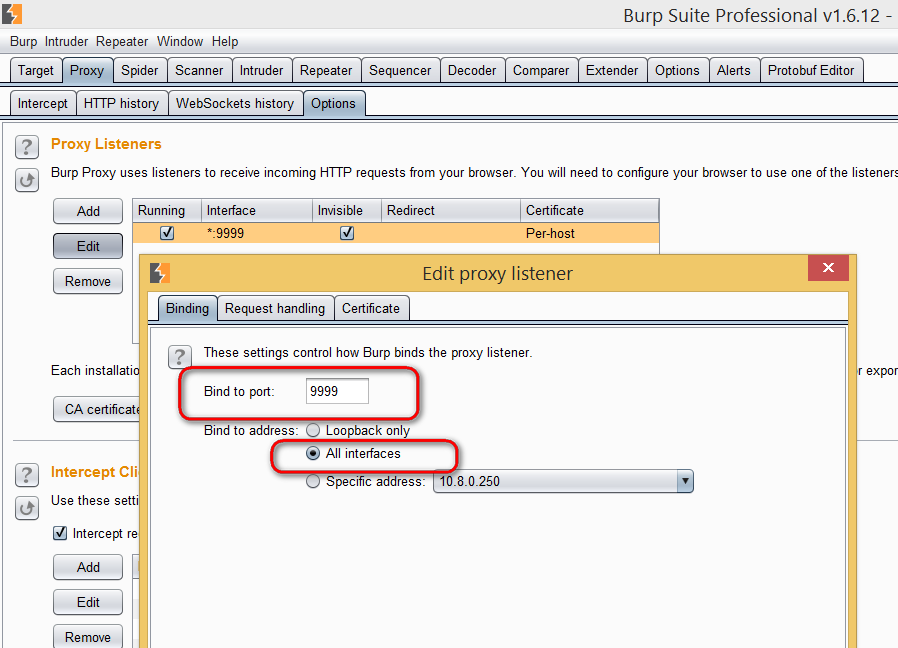 Burp Suite Professional v1.6.12 -
Burp Intruder Repeater Window Help
Target Proxy Spider Scanner Intruder Repeater Sequencer Decoder Comparer Extender Options Alerts Protobuf Editor
Intercept HTTP history WebSockets history Options
? Proxy Listeners
Burp Proxy uses listeners to receive incoming HTTP requests from your browser. You will need to configure your browser to use one of the listeners
Add Running Interface Invisible Redirect Certificate
*:9999 Per-host
Edit
Remove
Edit proxy listener
Binding Request handling Certificate
? These settings control how Burp binds the proxy listener.
Each installatio
or expor
Bind to port: 9999
CA certificate
Bind to address: Loopback only
All interfaces
Specific address: 10.8.0.250
? Intercept Cli
Use these setti
Intercept re
Add
Edit
Remove